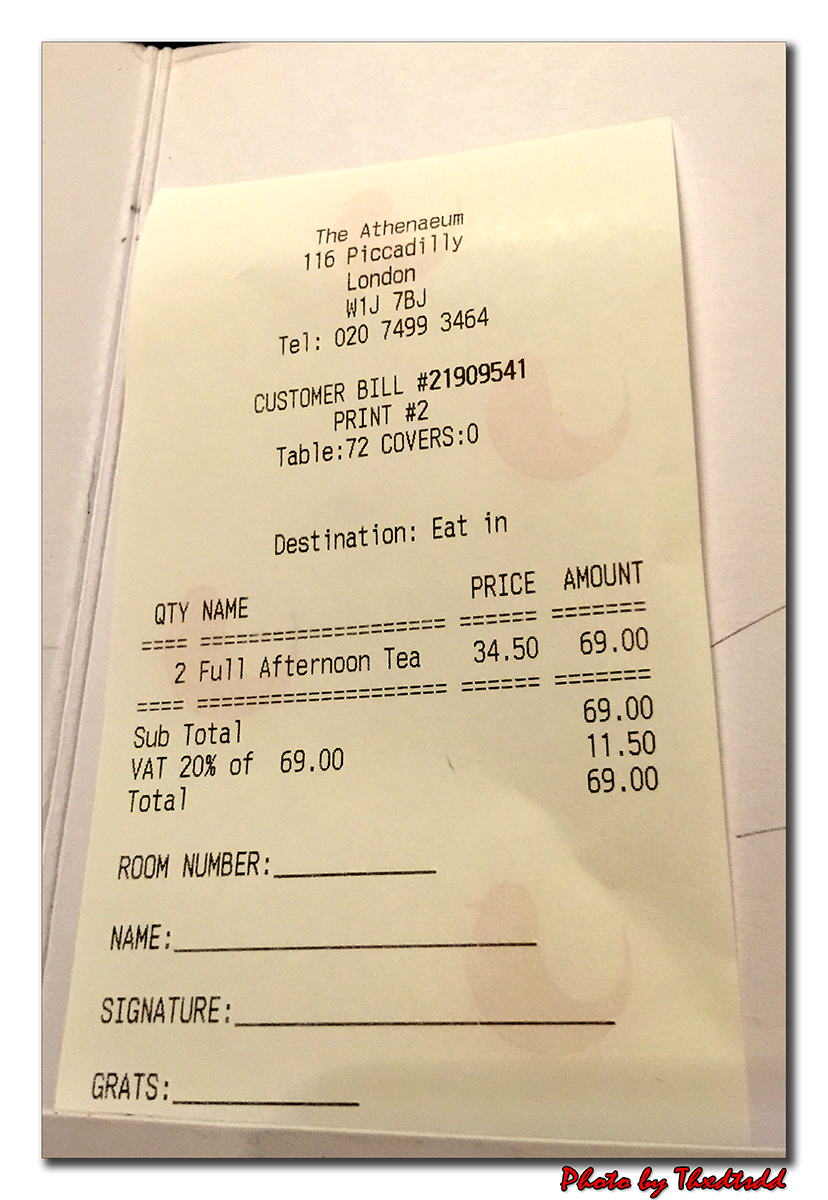 The Athenaeum
116 Piccadilly
London
W1J 7BJ
Tel: 020 7499 3464
CUSTOMER BILL #21909541
PRINT #2
Table:72 COVERS:0
Destination: Eat in
QTY NAME PRICE AMOUNT
==== =================== ====== =======
2 Full Afternoon Tea 34.50 69.00
==== =================== ====== =======
Sub Total 69.00
VAT 20% of 69.00 11.50
Total 69.00
ROOM NUMBER:
NAME:
SIGNATURE:
GRATS:
Photo by Thxdtsdd